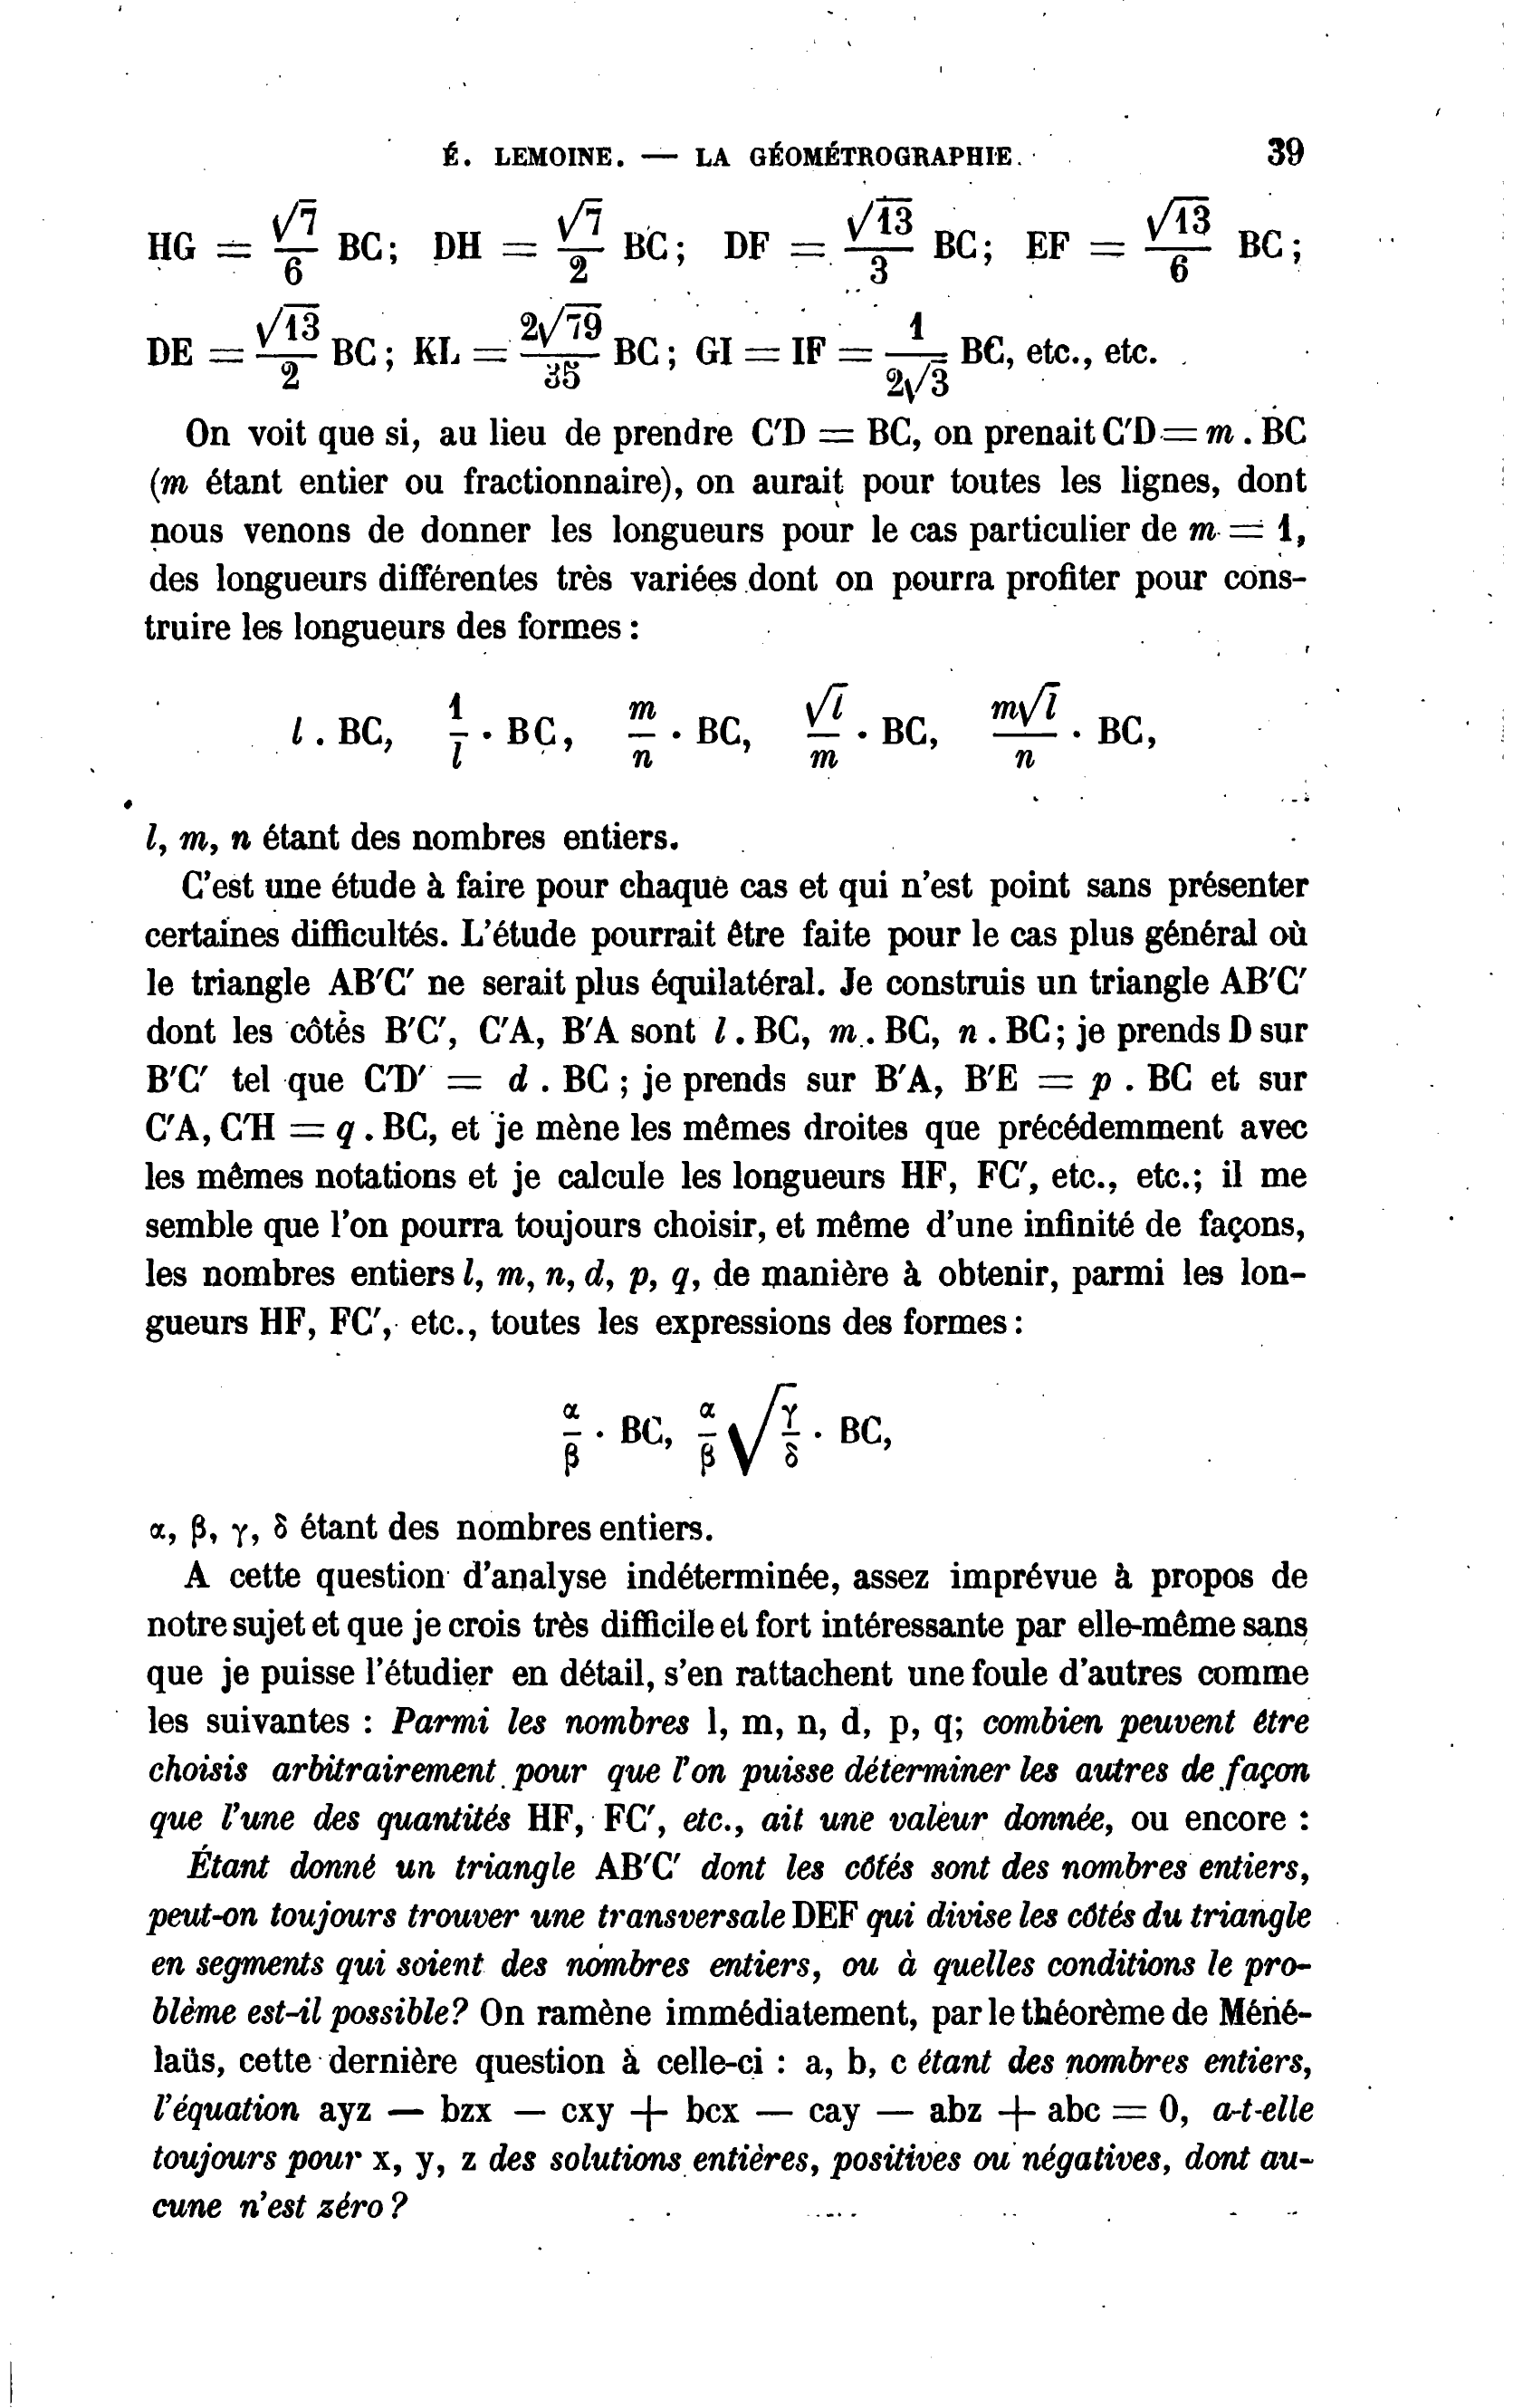 É. LEMOINE. — LA GÉOMÉTROGRAPHIE. 39
HG = √7/6 BC; DH = √7/2 BC; DF = √13/3 BC; EF = √13/6 BC;
DE = √13/2 BC; KL = 2√79/35 BC; GI = IF = 1/2√3 BC, etc., etc.
On voit que si, au lieu de prendre C′D = BC, on prenait C′D = m . BC
(m étant entier ou fractionnaire), on aurait pour toutes les lignes, dont
nous venons de donner les longueurs pour le cas particulier de m = 1,
des longueurs différentes très variées dont on pourra profiter pour cons-
truire les longueurs des formes :
l . BC, 1/l . BC, m/n . BC, √l/m . BC, m√l/n . BC,
l, m, n étant des nombres entiers.
C'est une étude à faire pour chaque cas et qui n'est point sans présenter
certaines difficultés. L'étude pourrait être faite pour le cas plus général où
le triangle AB′C′ ne serait plus équilatéral. Je construis un triangle AB′C′
dont les côtés B′C′, C′A, B′A sont l . BC, m . BC, n . BC; je prends D sur
B′C′ tel que C′D′ = d . BC ; je prends sur B′A, B′E = p . BC et sur
C′A, C′H = q . BC, et je mène les mêmes droites que précédemment avec
les mêmes notations et je calcule les longueurs HF, FC′, etc., etc.; il me
semble que l'on pourra toujours choisir, et même d'une infinité de façons,
les nombres entiers l, m, n, d, p, q, de manière à obtenir, parmi les lon-
gueurs HF, FC′, etc., toutes les expressions des formes :
α/β . BC, α/β √(γ/δ) . BC,
α, β, γ, δ étant des nombres entiers.
A cette question d'analyse indéterminée, assez imprévue à propos de
notre sujet et que je crois très difficile et fort intéressante par elle-même sans
que je puisse l'étudier en détail, s'en rattachent une foule d'autres comme
les suivantes : Parmi les nombres l, m, n, d, p, q; combien peuvent être
choisis arbitrairement pour que l'on puisse déterminer les autres de façon
que l'une des quantités HF, FC′, etc., ait une valeur donnée, ou encore :
Étant donné un triangle AB′C′ dont les côtés sont des nombres entiers,
peut-on toujours trouver une transversale DEF qui divise les côtés du triangle
en segments qui soient des nombres entiers, ou à quelles conditions le pro-
blème est-il possible? On ramène immédiatement, par le théorème de Méné-
laüs, cette dernière question à celle-ci : a, b, c étant des nombres entiers,
l'équation ayz — bzx — cxy + bcx — cay — abz + abc = 0, a-t-elle
toujours pour x, y, z des solutions entières, positives ou négatives, dont au-
cune n'est zéro ?